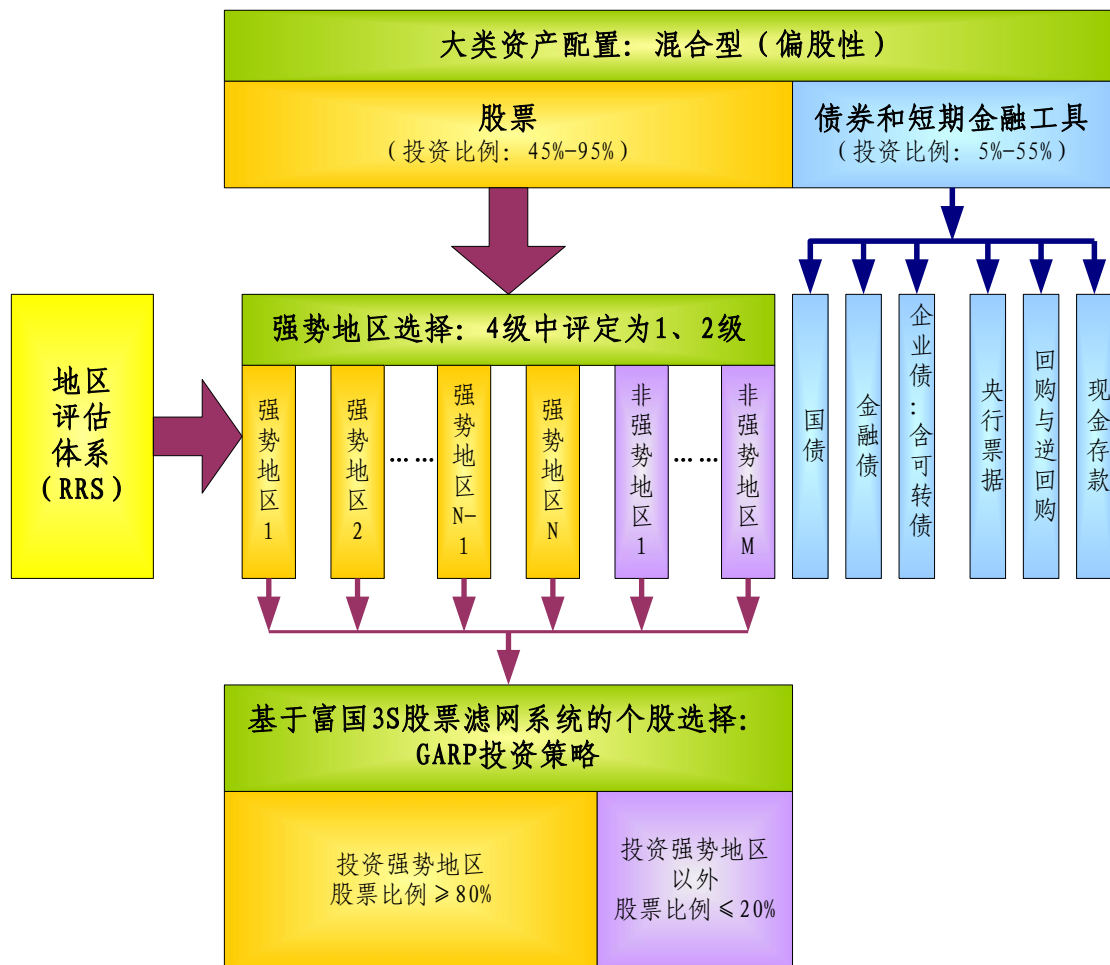 大类资产配置：混合型（偏股性）
股票
（投资比例：45%-95%）
债券和短期金融工具
（投资比例：5%-55%）
地区
评估
体系
（RRS）
强势地区选择：4级中评定为1、2级
强势地区1
强势地区2
……
强势地区N-1
强势地区N
非强势地区1
……
非强势地区M
国债
金融债
企业债：含可转债
央行票据
回购与逆回购
现金存款
基于富国3S股票滤网系统的个股选择：
GARP投资策略
投资强势地区
股票比例≥80%
投资强势地区
以外
股票比例≤20%